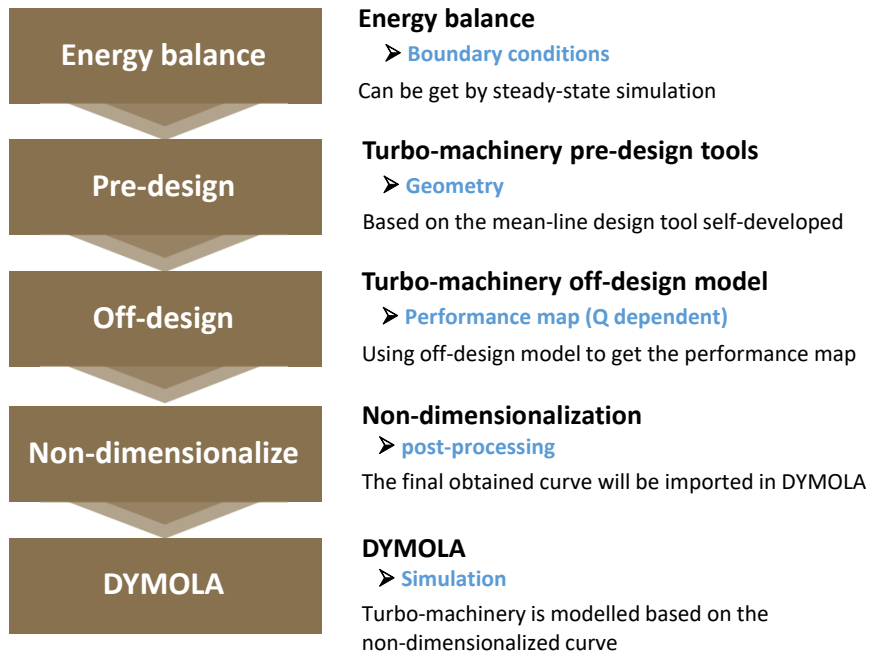 Energy balance
Energy balance
➤ Boundary conditions
Can be get by steady-state simulation
Pre-design
Turbo-machinery pre-design tools
➤ Geometry
Based on the mean-line design tool self-developed
Off-design
Turbo-machinery off-design model
➤ Performance map (Q dependent)
Using off-design model to get the performance map
Non-dimensionalize
Non-dimensionalization
➤ post-processing
The final obtained curve will be imported in DYMOLA
DYMOLA
DYMOLA
➤ Simulation
Turbo-machinery is modelled based on the
non-dimensionalized curve